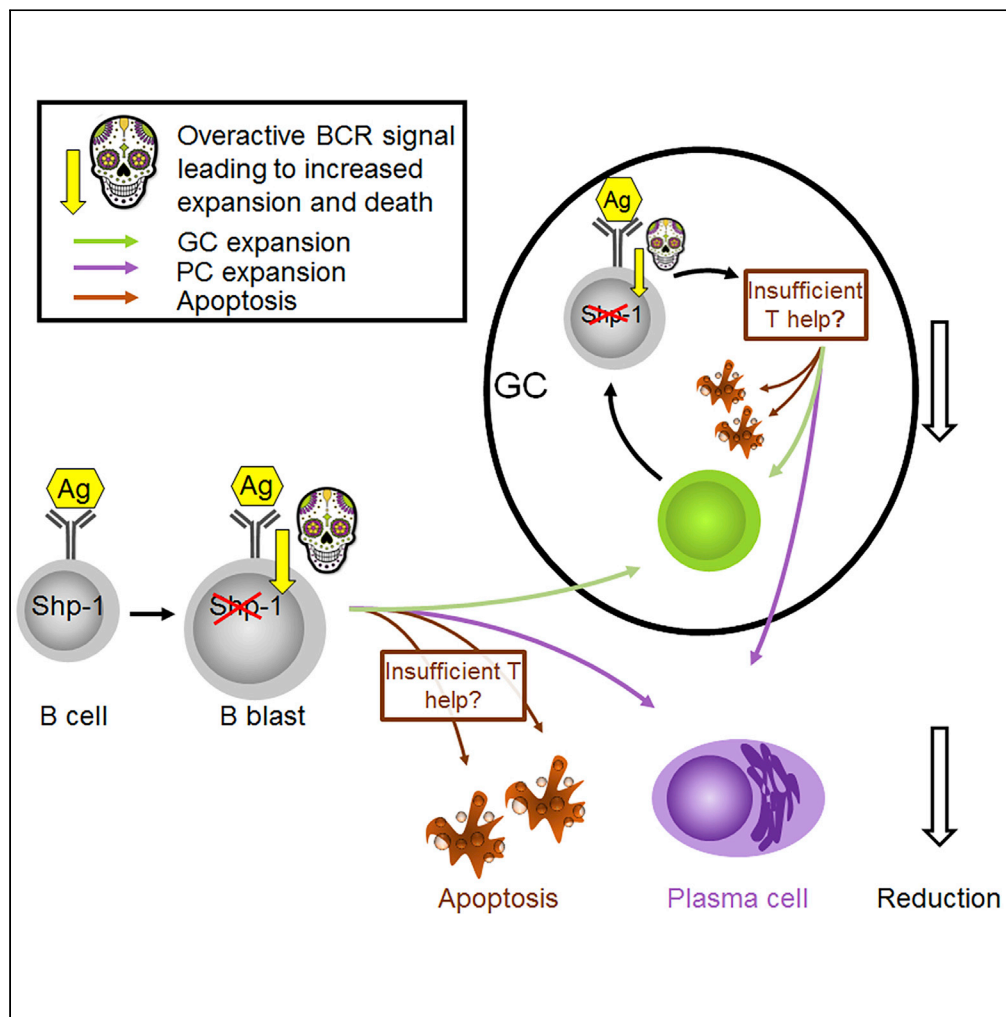 Overactive BCR signal
leading to increased
expansion and death
GC expansion
PC expansion
Apoptosis
Ag
Shp-1
Insufficient
T help?
GC
Ag
Ag
Shp-1
Shp-1
B cell
B blast
Insufficient T
help?
Apoptosis
Plasma cell
Reduction